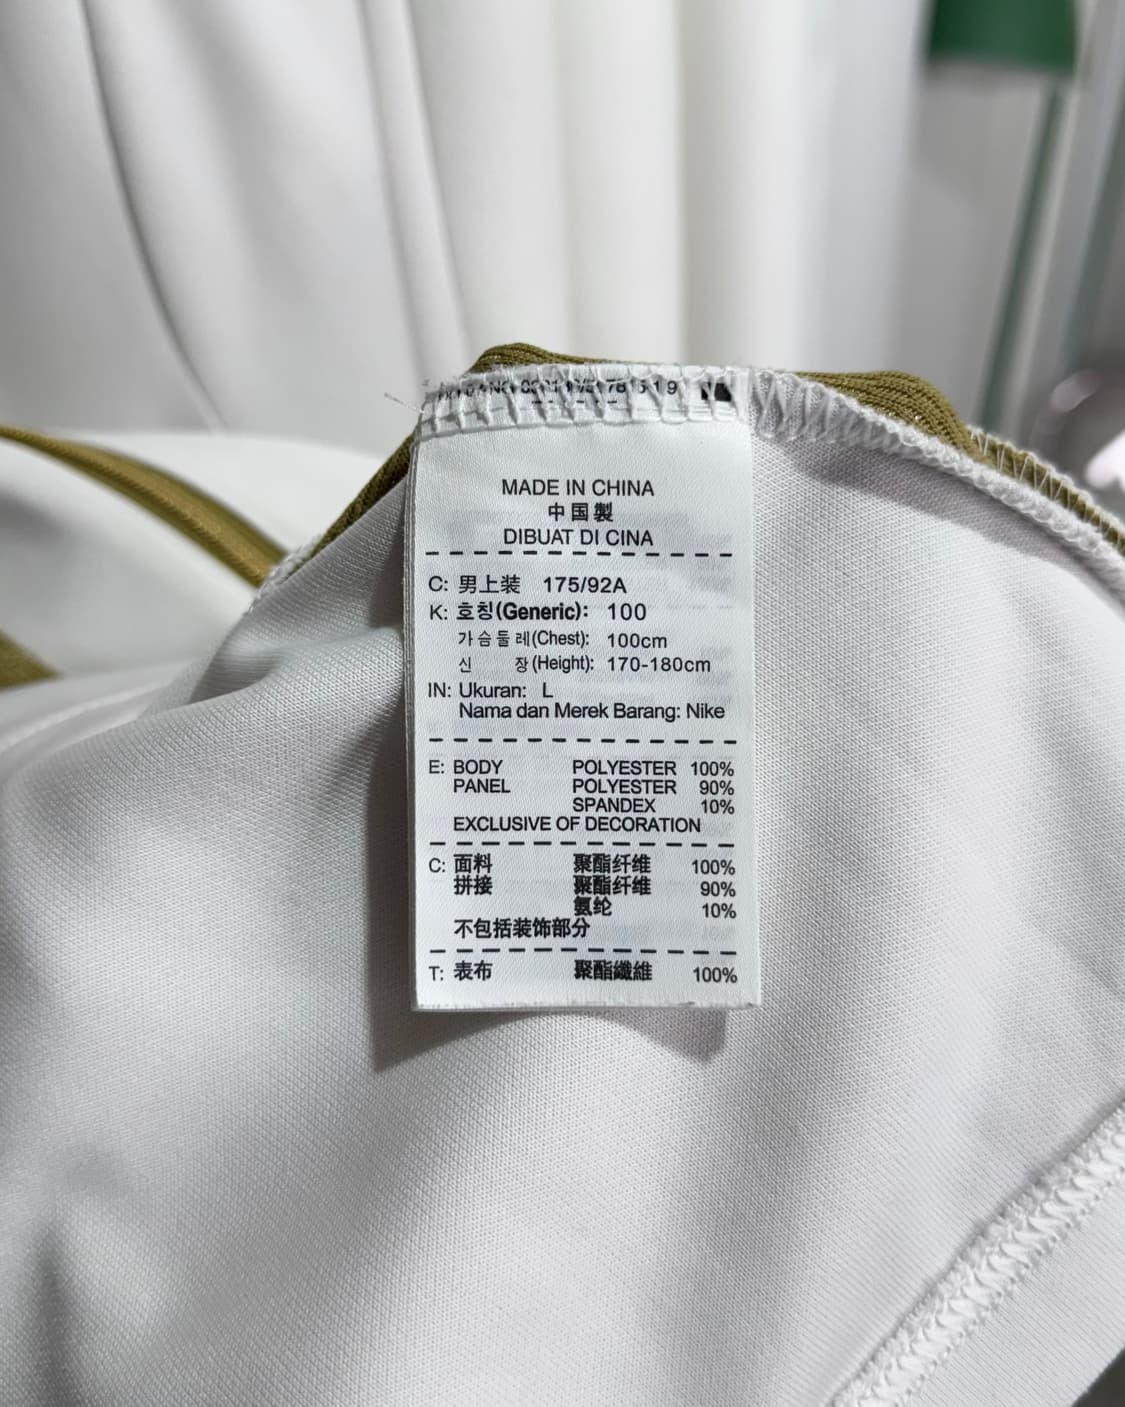 MADE IN CHINA
中国製
DIBUAT DI CINA
C: 男上装 175/92A
K: 호칭(Generic): 100
가슴둘레(Chest): 100cm
신 장(Height): 170-180cm
IN: Ukuran: L
Nama dan Merek Barang: Nike
E: BODY POLYESTER 100%
PANEL POLYESTER 90%
SPANDEX 10%
EXCLUSIVE OF DECORATION
C: 面料 聚酯纤维 100%
拼接 聚酯纤维 90%
氨纶 10%
不包括装饰部分
T: 表布 聚酯纖維 100%